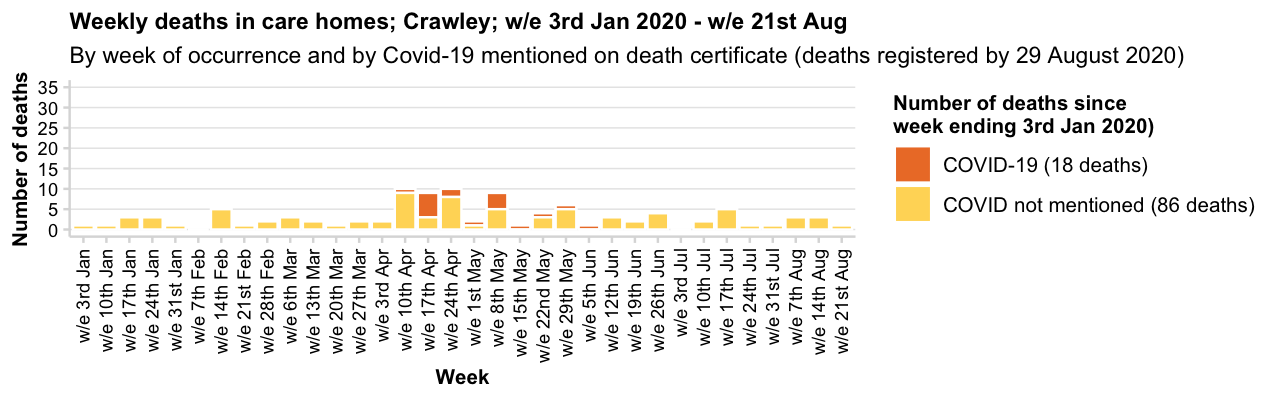 Weekly deaths in care homes; Crawley; w/e 3rd Jan 2020 - w/e 21st Aug
By week of occurrence and by Covid-19 mentioned on death certificate (deaths registered by 29 August 2020)
Number of deaths
35
30
25
20
15
10
5
0
w/e 3rd Jan
w/e 10th Jan
w/e 17th Jan
w/e 24th Jan
w/e 31st Jan
w/e 7th Feb
w/e 14th Feb
w/e 21st Feb
w/e 28th Feb
w/e 6th Mar
w/e 13th Mar
w/e 20th Mar
w/e 27th Mar
w/e 3rd Apr
w/e 10th Apr
w/e 17th Apr
w/e 24th Apr
w/e 1st May
w/e 8th May
w/e 15th May
w/e 22nd May
w/e 29th May
w/e 5th Jun
w/e 12th Jun
w/e 19th Jun
w/e 26th Jun
w/e 3rd Jul
w/e 10th Jul
w/e 17th Jul
w/e 24th Jul
w/e 31st Jul
w/e 7th Aug
w/e 14th Aug
w/e 21st Aug
Week
Number of deaths since
week ending 3rd Jan 2020)
COVID-19 (18 deaths)
COVID not mentioned (86 deaths)